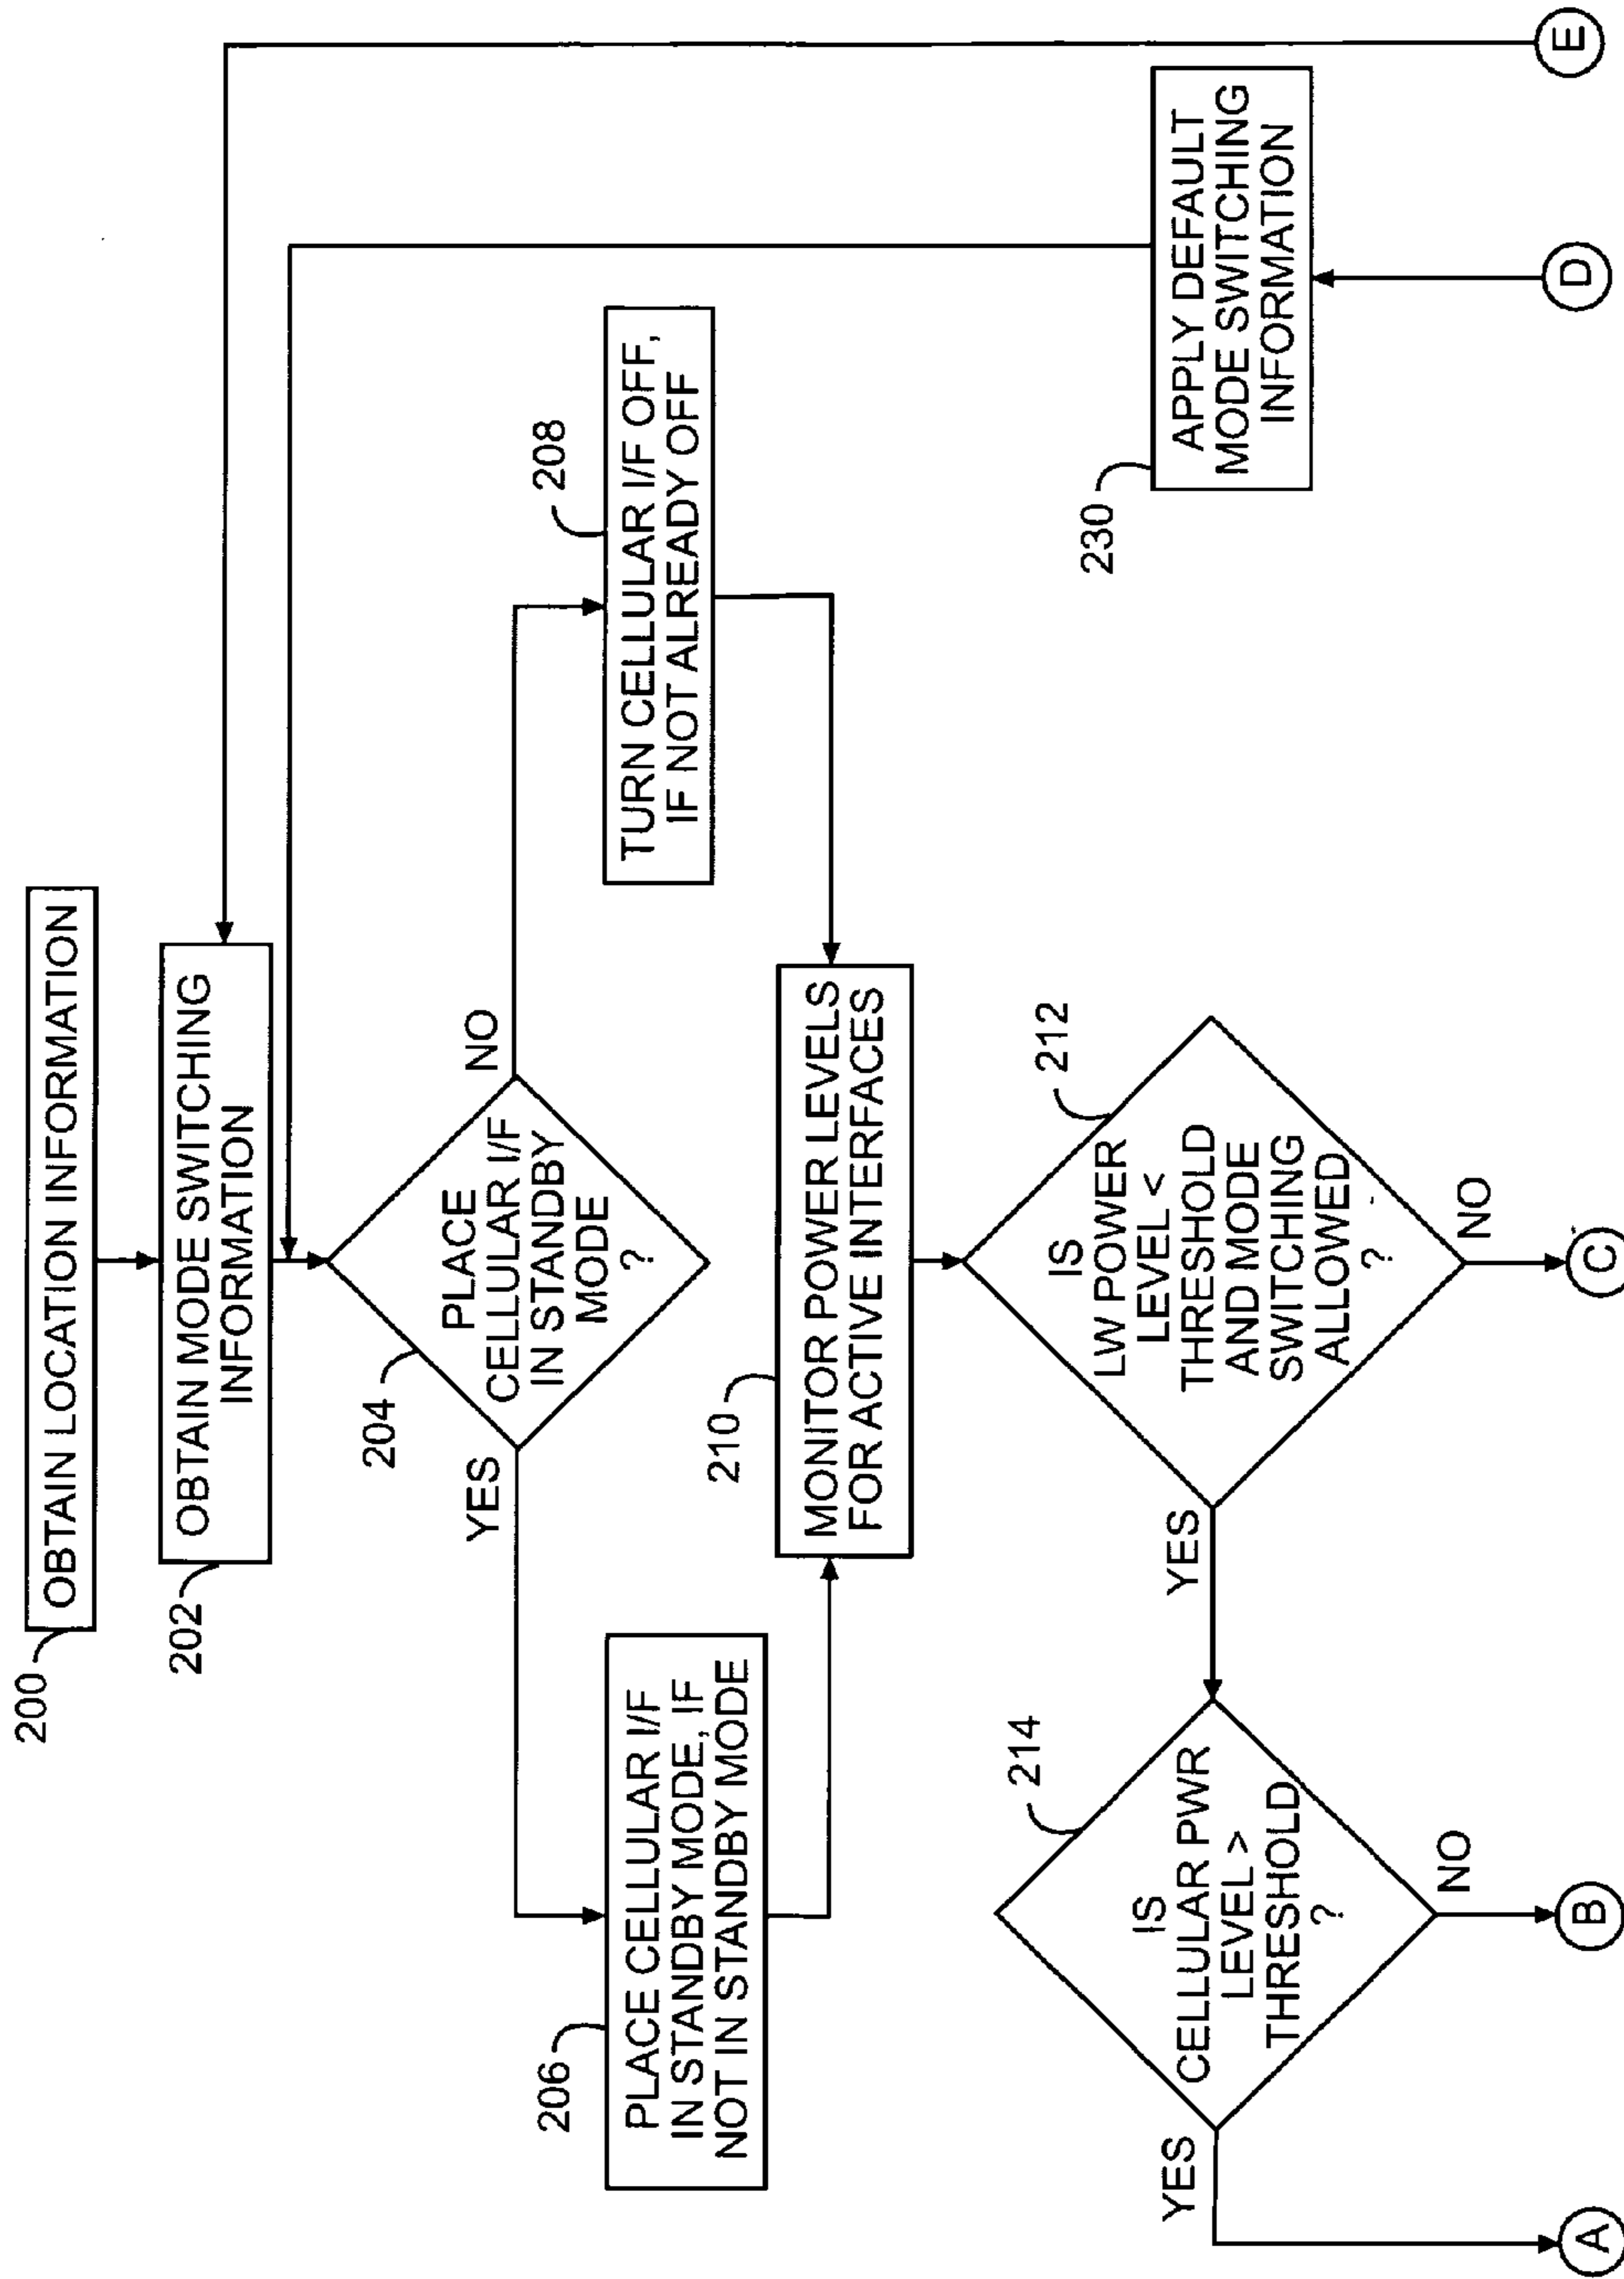 200
OBTAIN LOCATION INFORMATION
202
OBTAIN MODE SWITCHING
INFORMATION
204
PLACE
CELLULAR I/F
IN STANDBY
MODE
?
YES
NO
206
PLACE CELLULAR I/F
IN STANDBY MODE, IF
NOT IN STANDBY MODE
208
TURN CELLULAR I/F OFF,
IF NOT ALREADY OFF
210
MONITOR POWER LEVELS
FOR ACTIVE INTERFACES
212
IS
LW POWER
LEVEL <
THRESHOLD
AND MODE
SWITCHING
ALLOWED
?
YES
NO
214
IS
CELLULAR PWR
LEVEL >
THRESHOLD
?
YES
NO
230
APPLY DEFAULT
MODE SWITCHING
INFORMATION
A
B
C
D
E